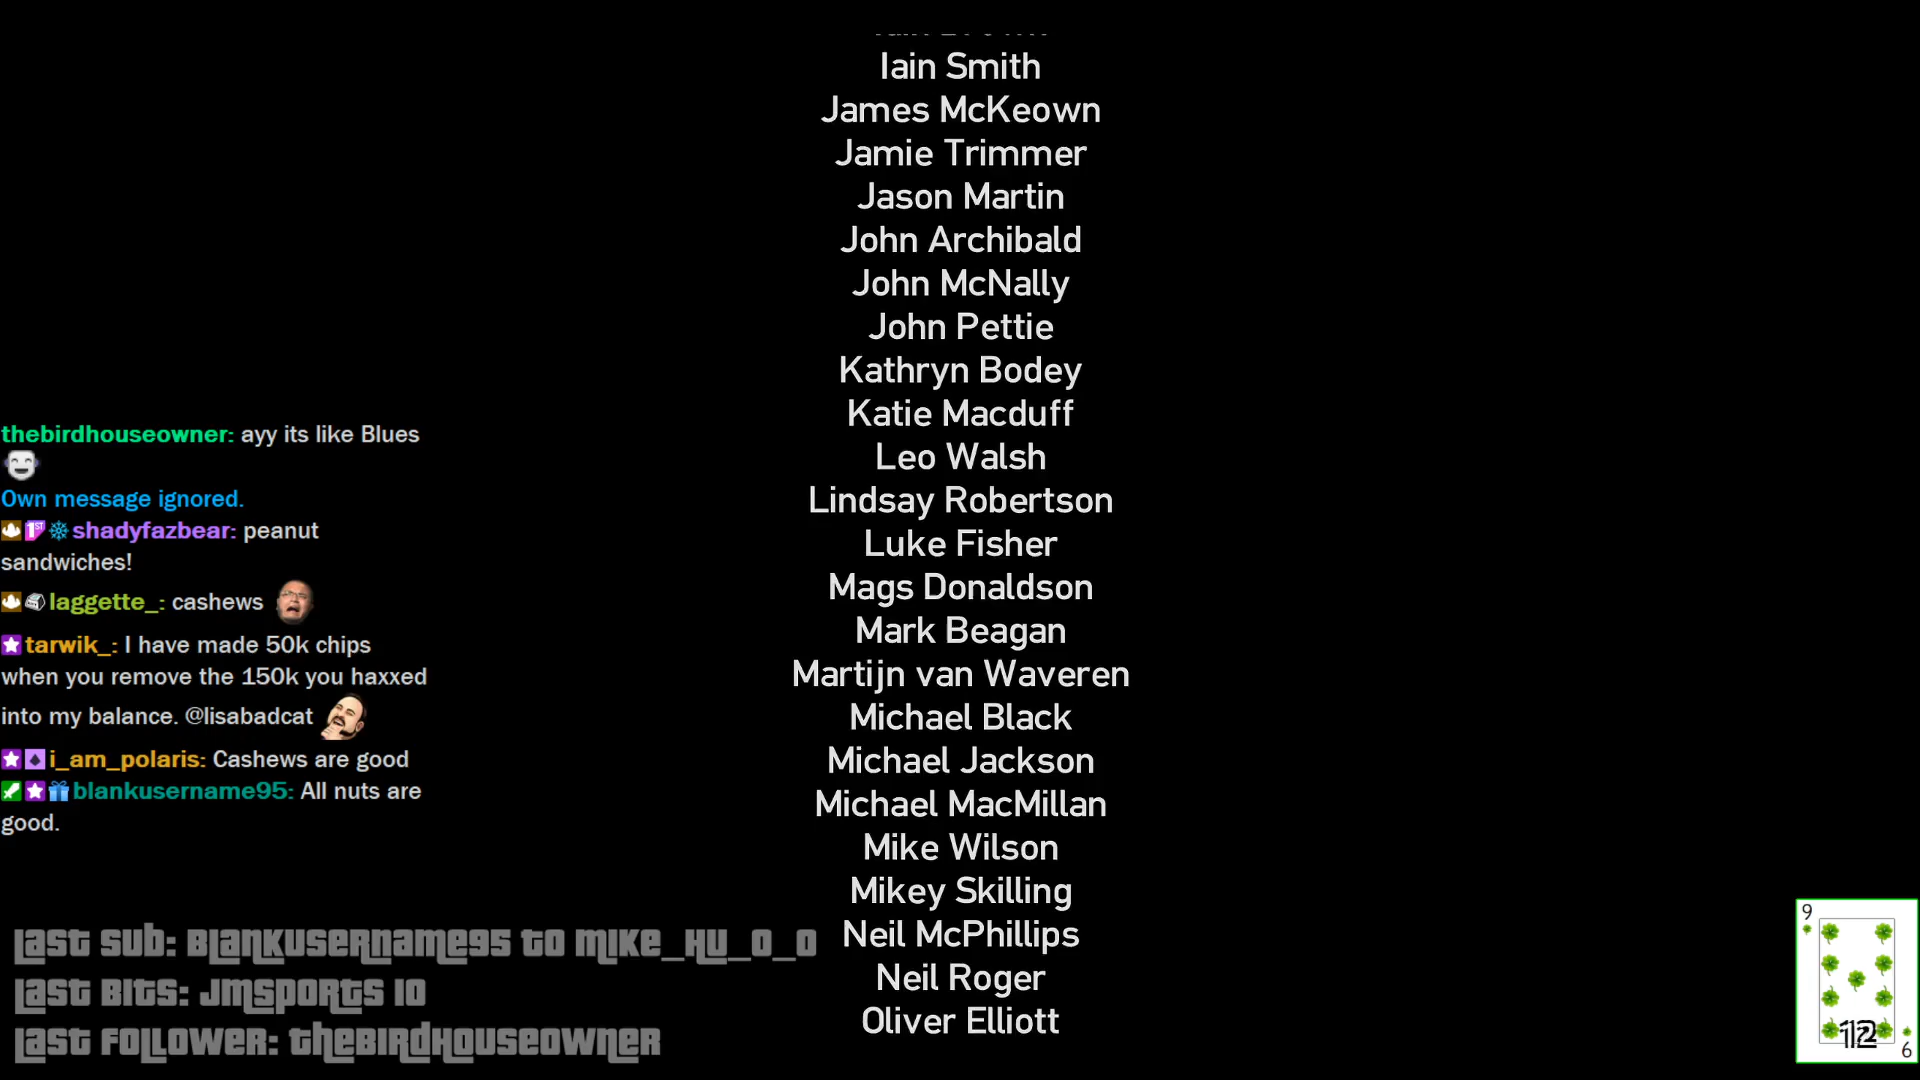 Iain Smith
James McKeown
Jamie Trimmer
Jason Martin
John Archibald
John McNally
John Pettie
Kathryn Bodey
Katie Macduff
Leo Walsh
Lindsay Robertson
Luke Fisher
Mags Donaldson
Mark Beagan
Martijn van Waveren
Michael Black
Michael Jackson
Michael MacMillan
Mike Wilson
Mikey Skilling
Neil McPhillips
Neil Roger
Oliver Elliott
thebirdhouseowner: ayy its like Blues
Own message ignored.
1ST shadyfazbear: peanut
sandwiches!
laggette_: cashews
tarwik_: I have made 50k chips
when you remove the 150k you haxxed
into my balance. @lisabadcat
i_am_polaris: Cashews are good
blankusername95: All nuts are
good.
Last Sub: Blankusername95 to mike_hu_o_o
Last Bits: Jmsports 10
Last Follower: thebirdhouseowner
9
12
9